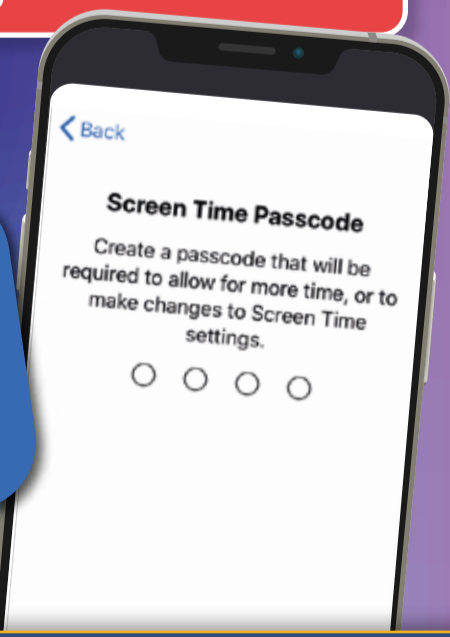 Back
Screen Time Passcode
Create a passcode that will be
required to allow for more time, or to
make changes to Screen Time
settings.